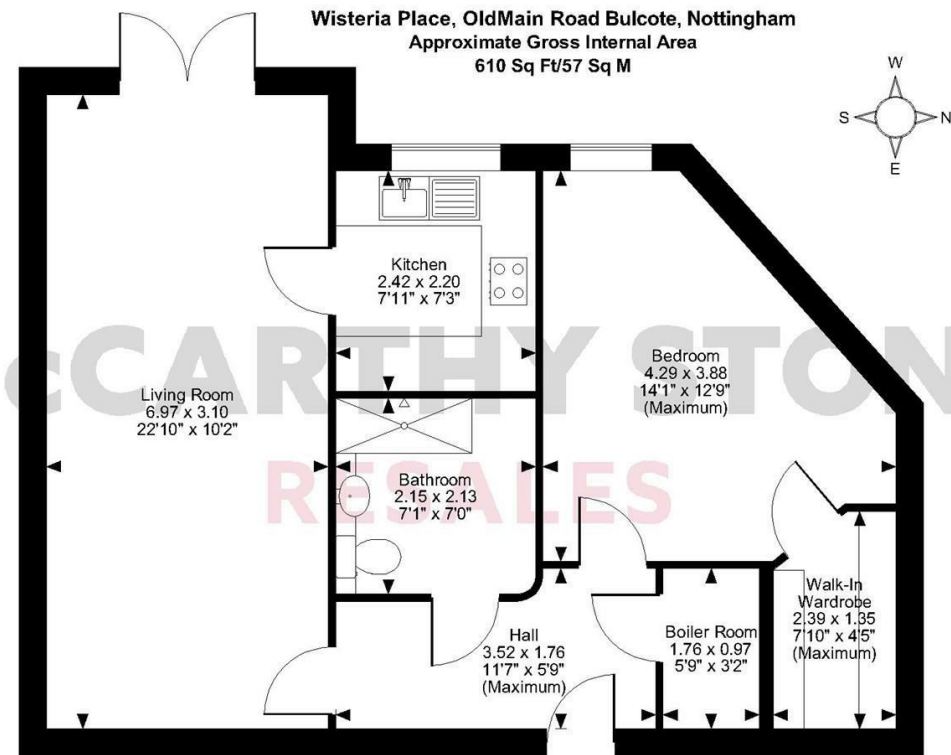 Wisteria Place, OldMain Road Bulcote, Nottingham
Approximate Gross Internal Area
610 Sq Ft/57 Sq M
W
S
N
E
Kitchen
2.42 x 2.20
7'11" x 7'3"
Bedroom
4.29 x 3.88
14'1" x 12'9"
(Maximum)
cCARTHY STON
Living Room
6.97 x 3.10
22'10" x 10'2"
RESALES
Bathroom
2.15 x 2.13
7'1" x 7'0"
Hall
3.52 x 1.76
11'7" x 5'9"
(Maximum)
Boiler Room
1.76 x 0.97
5'9" x 3'2"
Walk-In
Wardrobe
2.39 x 1.35
7'10" x 4'5"
(Maximum)